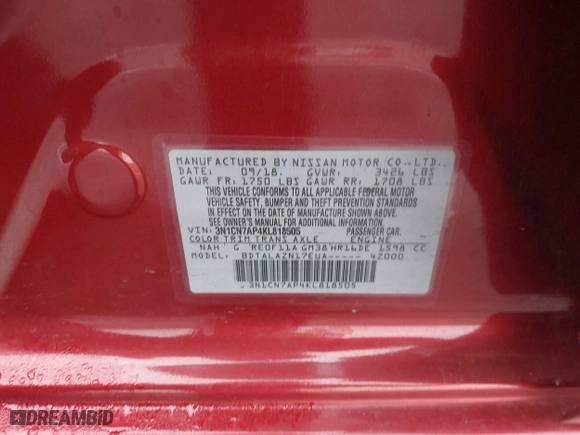 MANUFACTURED BY NISSAN MOTOR CO.,LTD.
DATE: 09/18. GVWR: 3426 LBS
GAWR FR: 1750 LBS GAWR RR: 1708 LBS
THIS VEHICLE CONFORMS TO ALL APPLICABLE FEDERAL MOTOR
VEHICLE SAFETY, BUMPER AND THEFT PREVENTION STANDARDS
IN EFFECT ON THE DATE OF MANUFACTURE SHOWN ABOVE.
SEE OWNER'S MANUAL FOR ADDITIONAL INFORMATION.
VIN: 3N1CN7AP4KL818505 PASSENGER CAR.
COLOR TRIM TRANS AXLE ENGINE
NAH G RE0F11A GM38 HR16DE 1598 CC
MODEL: BDTALAZN17EUA----- 4Z000
3N1CN7AP4KL818505
DREAMBID